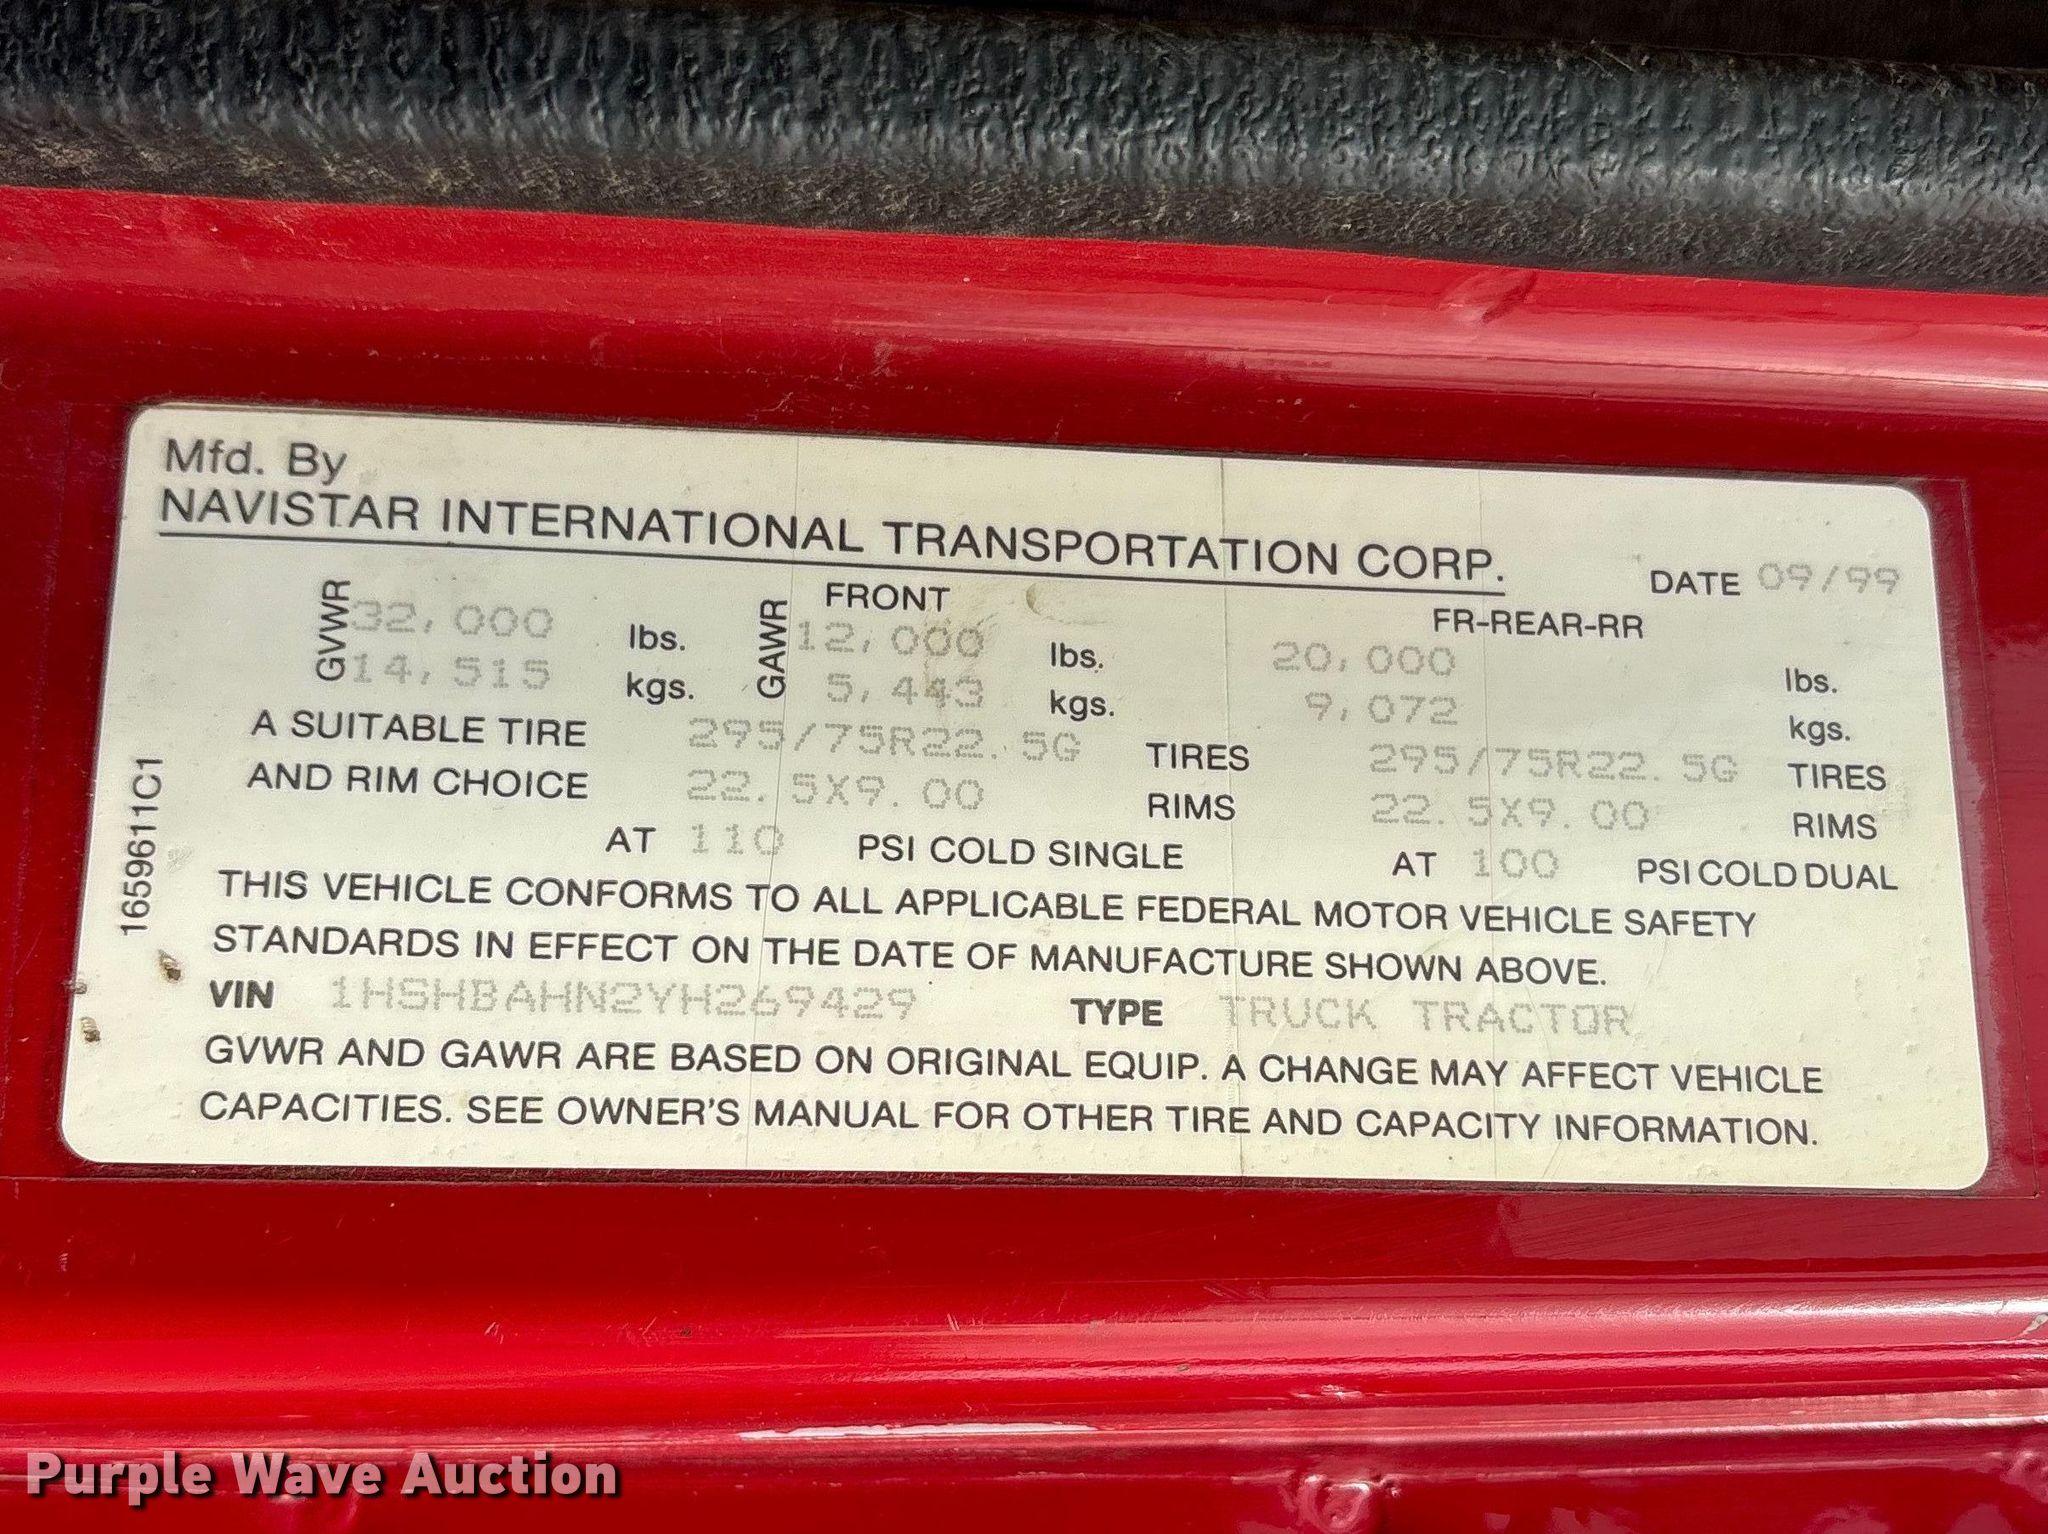 Mfd. By
NAVISTAR INTERNATIONAL TRANSPORTATION CORP.
DATE 09/99
FRONT FR-REAR-RR
GVWR 32,000 lbs. GAWR 12,000 lbs. 20,000 lbs.
14,515 kgs. 5,443 kgs. 9,072 kgs.
A SUITABLE TIRE 295/75R22.5G TIRES 295/75R22.5G TIRES
AND RIM CHOICE 22.5X9.00 RIMS 22.5X9.00 RIMS
AT 110 PSI COLD SINGLE AT 100 PSI COLD DUAL
THIS VEHICLE CONFORMS TO ALL APPLICABLE FEDERAL MOTOR VEHICLE SAFETY
STANDARDS IN EFFECT ON THE DATE OF MANUFACTURE SHOWN ABOVE.
VIN 1HSHBAHN2YH269429 TYPE TRUCK TRACTOR
GVWR AND GAWR ARE BASED ON ORIGINAL EQUIP. A CHANGE MAY AFFECT VEHICLE
CAPACITIES. SEE OWNER'S MANUAL FOR OTHER TIRE AND CAPACITY INFORMATION.
1659611C1
Purple Wave Auction